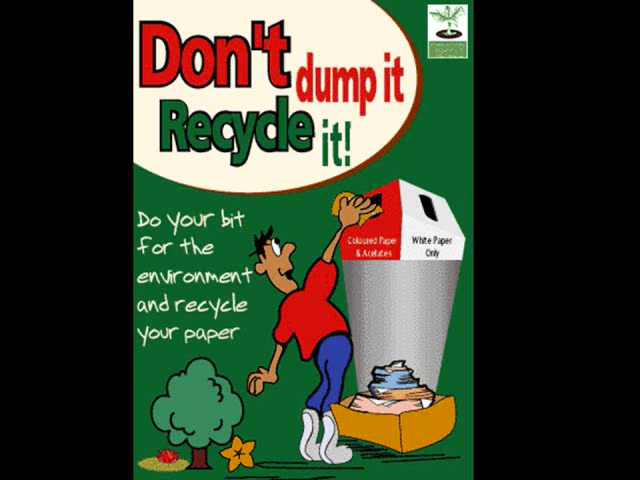 Don't dump it
Recycle it!
Do your bit
for the
environment
and recycle
your paper
Coloured Paper
& Acetates
White Paper
Only